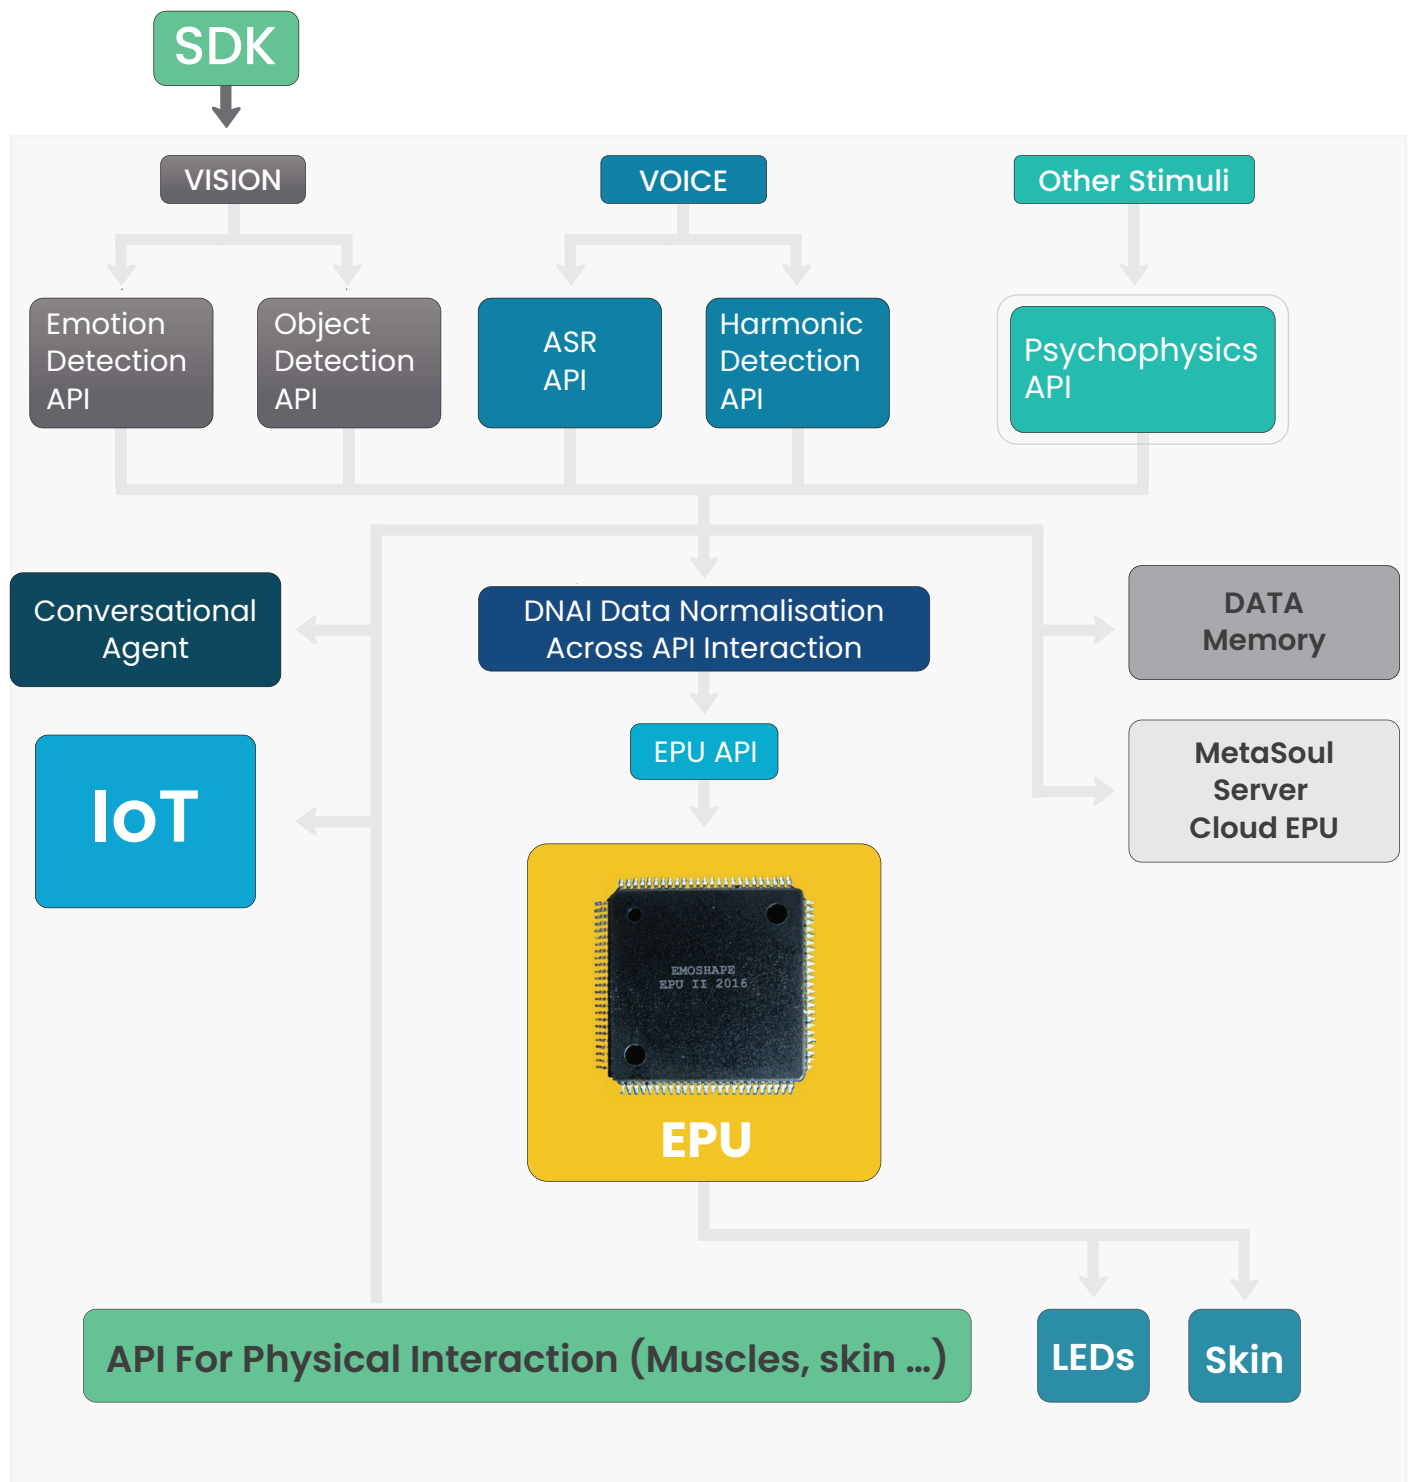 SDK
VISION
VOICE
Other Stimuli
Emotion
Detection
API
Object
Detection
API
ASR
API
Harmonic
Detection
API
Psychophysics
API
Conversational
Agent
DNAI Data Normalisation
Across API Interaction
DATA
Memory
EPU API
IoT
MetaSoul
Server
Cloud EPU
EMOSHAPE
EPU II 2016
EPU
API For Physical Interaction (Muscles, skin ...)
LEDs
Skin